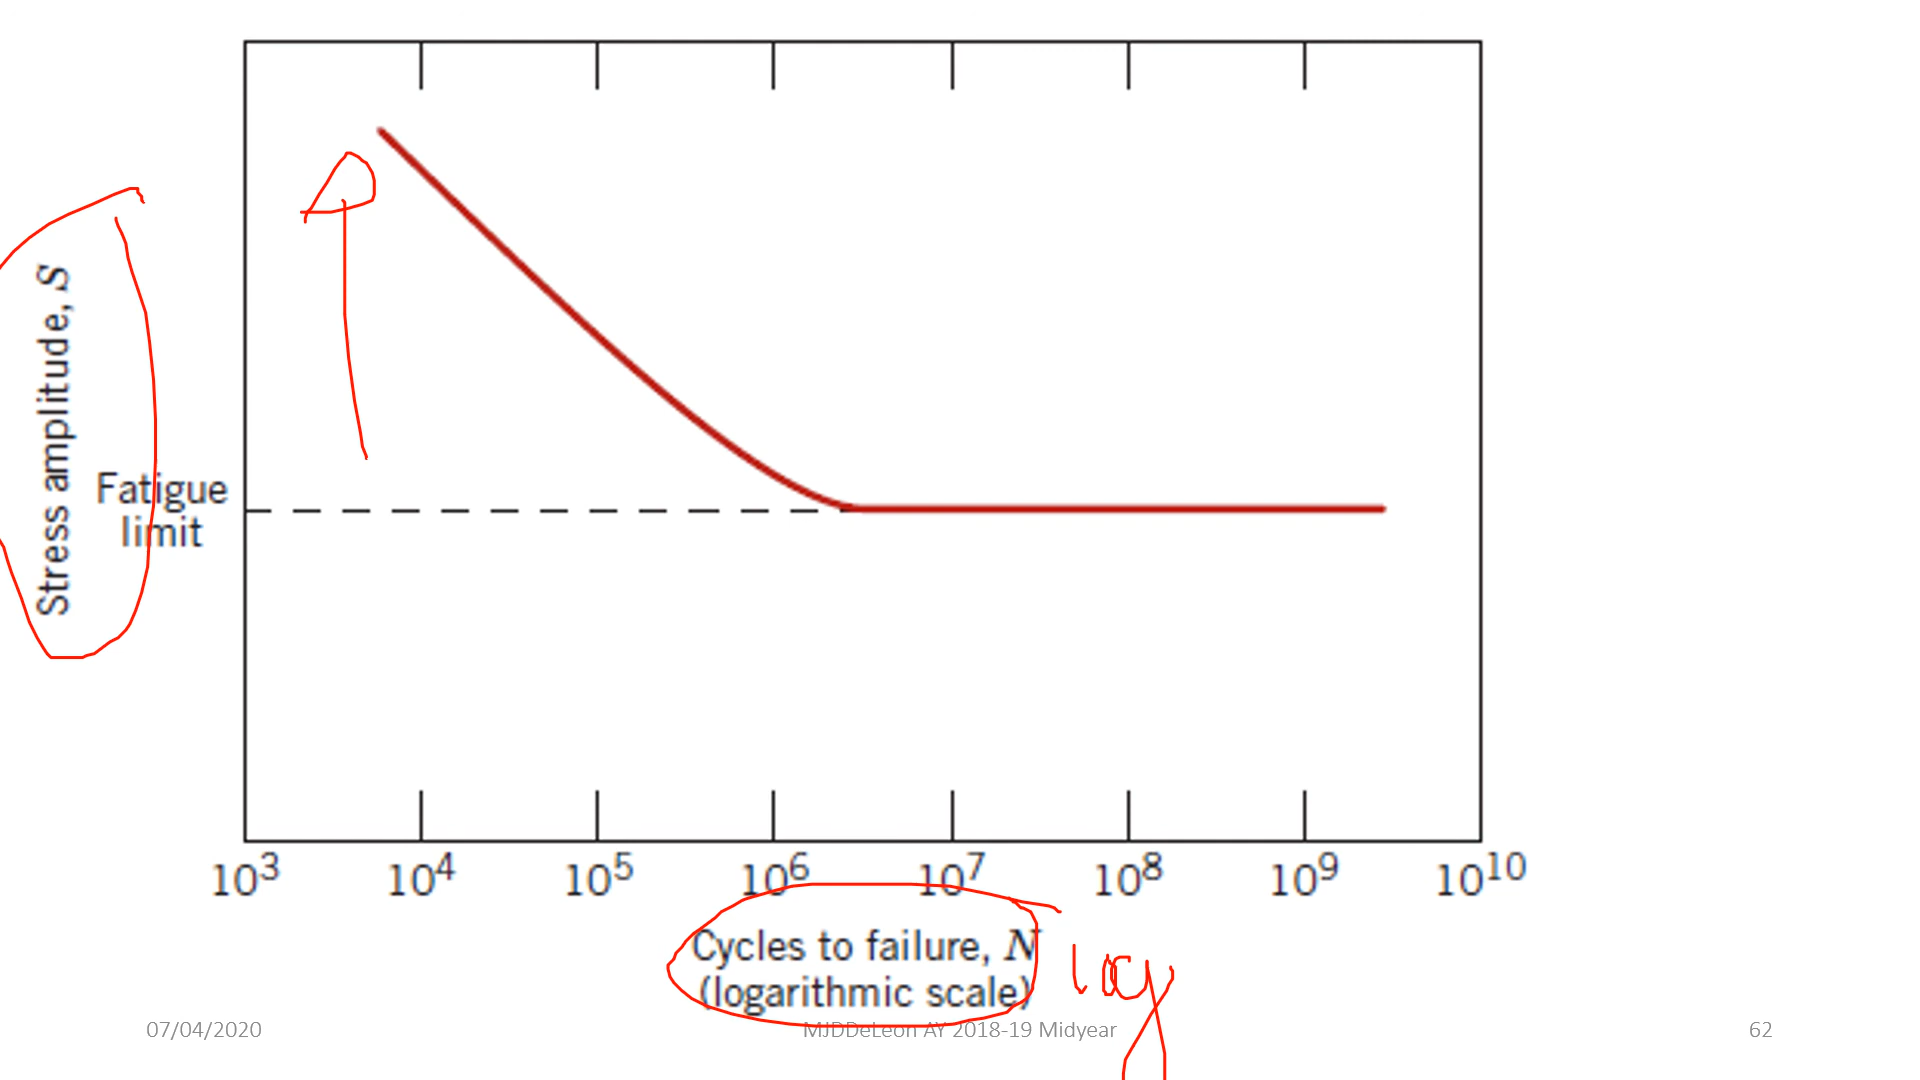 Stress amplitude, S
Fatigue
limit
10³ 10⁴ 10⁵ 10⁶ 10⁷ 10⁸ 10⁹ 10¹⁰
Cycles to failure, N
(logarithmic scale)
log
07/04/2020 MJDDeLeon AY 2018-19 Midyear 62